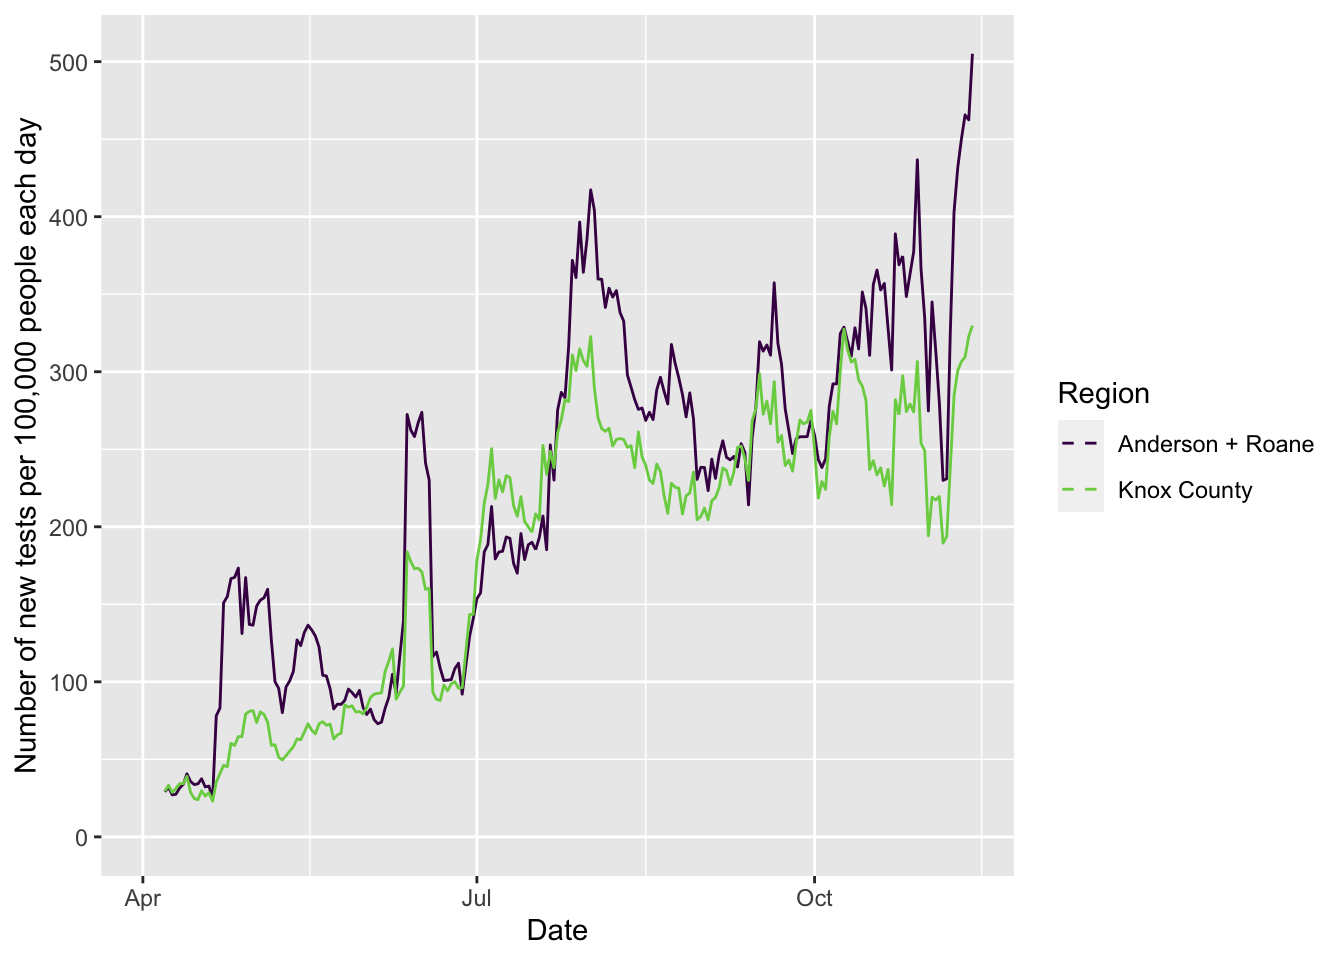 Number of new tests per 100,000 people each day
500
400
300
200
100
0
Apr
Jul
Oct
Date
Region
Anderson + Roane
Knox County